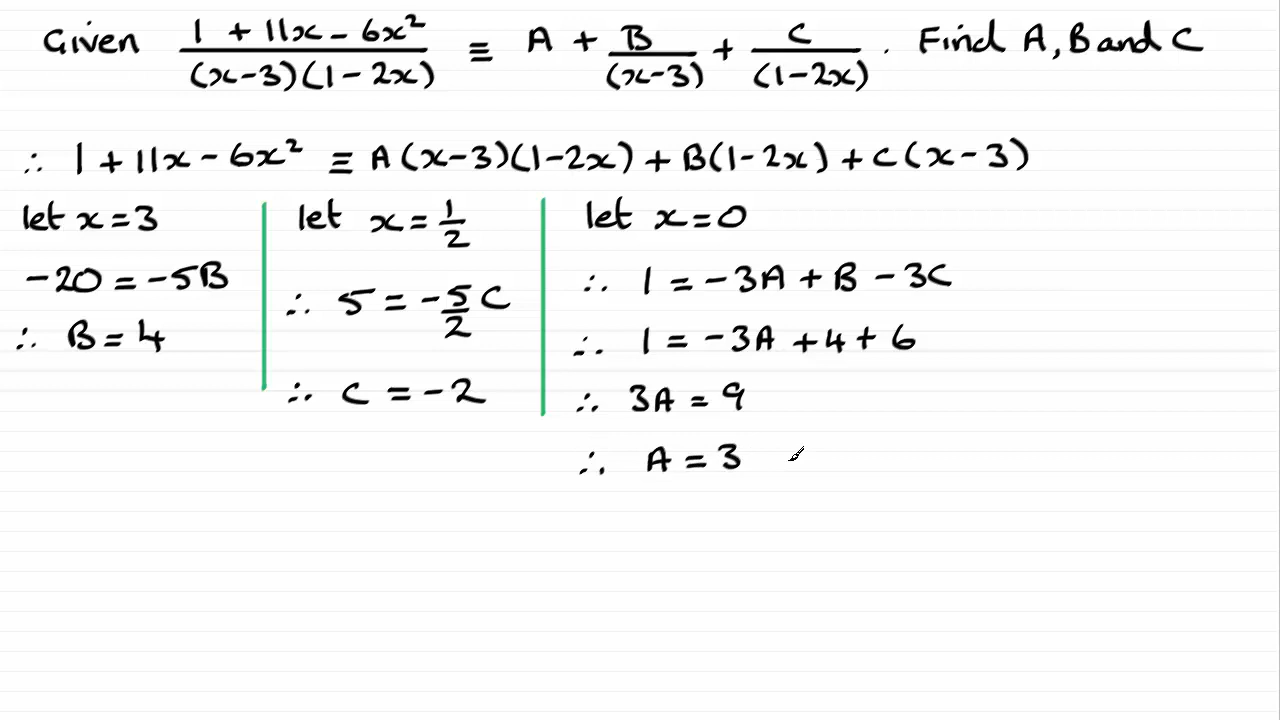 Given (1 + 11x - 6x²)/((x-3)(1-2x)) ≡ A + B/(x-3) + C/(1-2x) . Find A, B and C
∴ 1 + 11x - 6x² ≡ A(x-3)(1-2x) + B(1-2x) + C(x-3)
let x = 3
-20 = -5B
∴ B = 4
let x = 1/2
∴ 5 = -5/2 C
∴ C = -2
let x = 0
∴ 1 = -3A + B - 3C
∴ 1 = -3A + 4 + 6
∴ 3A = 9
∴ A = 3